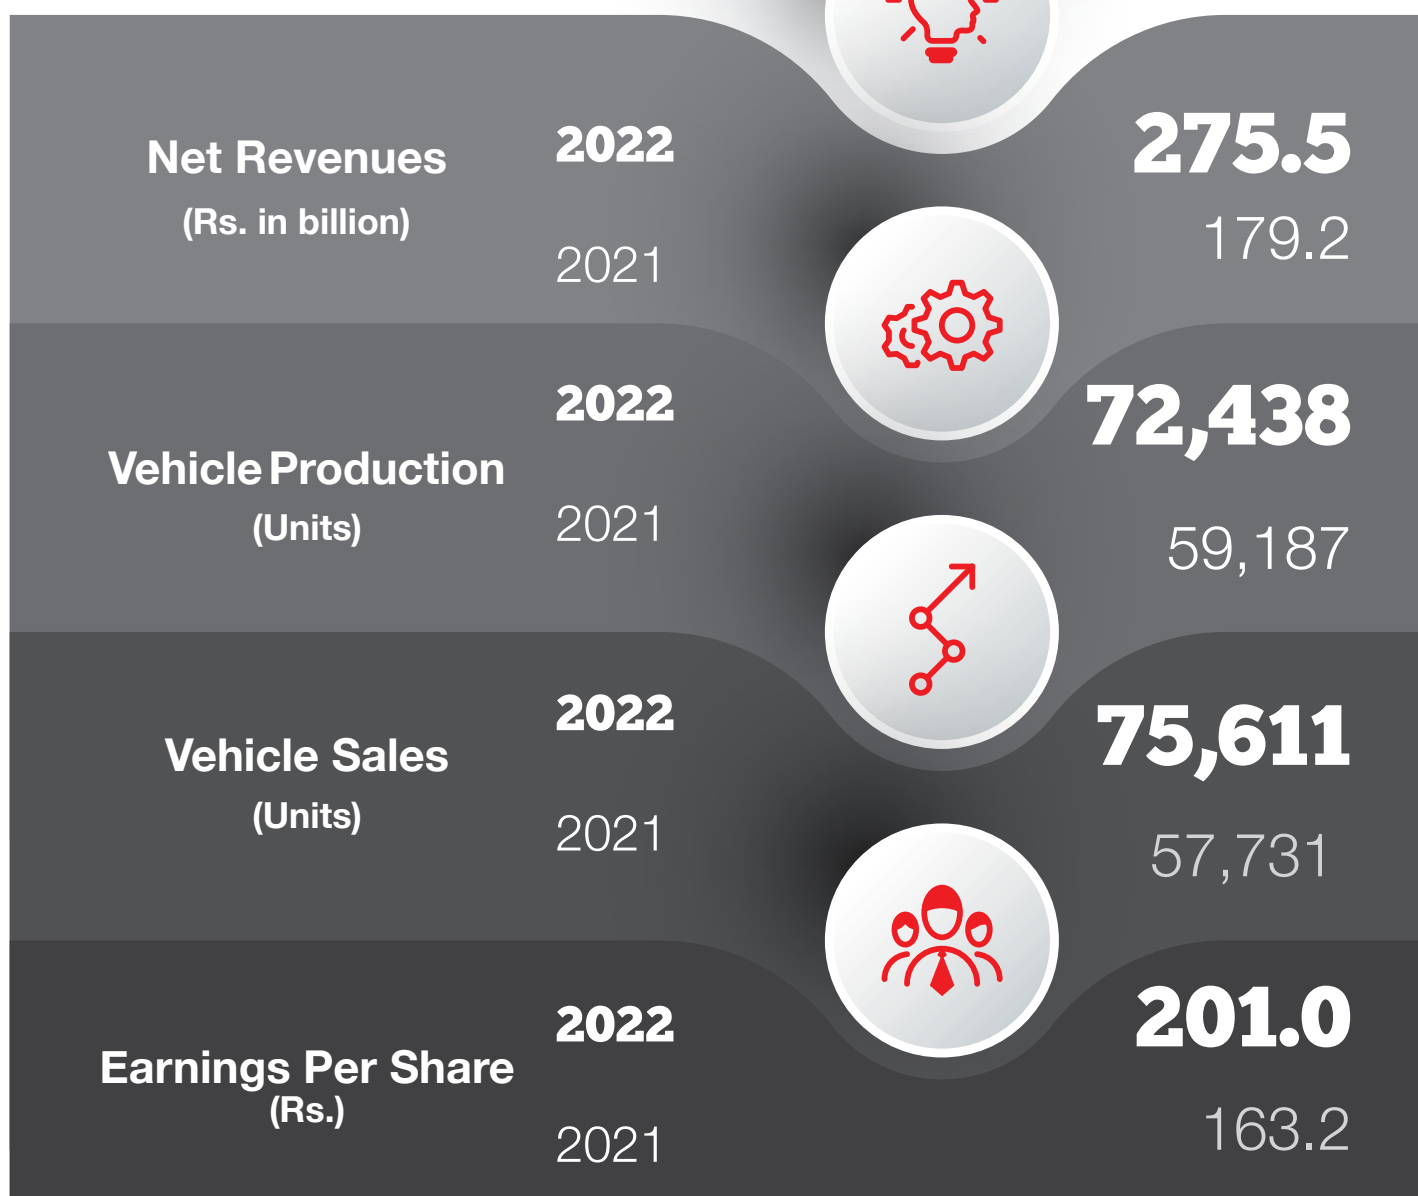 Net Revenues
(Rs. in billion)
2022
275.5
2021
179.2
Vehicle Production
(Units)
2022
72,438
2021
59,187
Vehicle Sales
(Units)
2022
75,611
2021
57,731
Earnings Per Share
(Rs.)
2022
201.0
2021
163.2